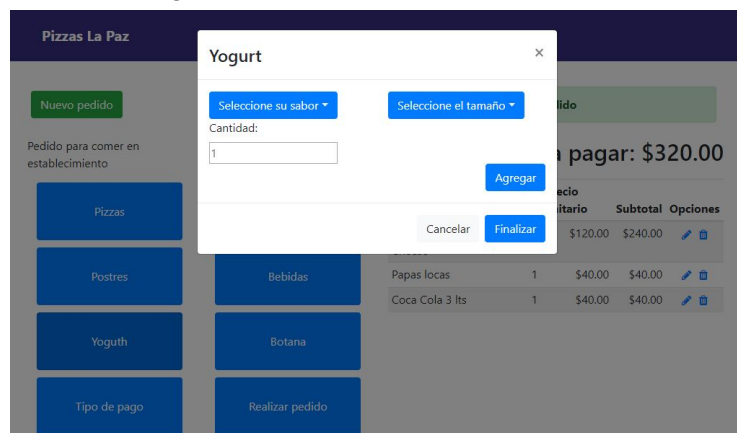 Pizzas La Paz
Yogurt ×
Nuevo pedido
Seleccione su sabor
Seleccione el tamaño
Cantidad:
1
Agregar
Cancelar
Finalizar
Pedido para comer en
establecimiento
Pizzas
Postres
Bebidas
Yoguth
Botana
Tipo de pago
Realizar pedido
pagar: $320.00
Subtotal Opciones
$120.00 $240.00
Papas locas 1 $40.00 $40.00
Coca Cola 3 lts 1 $40.00 $40.00